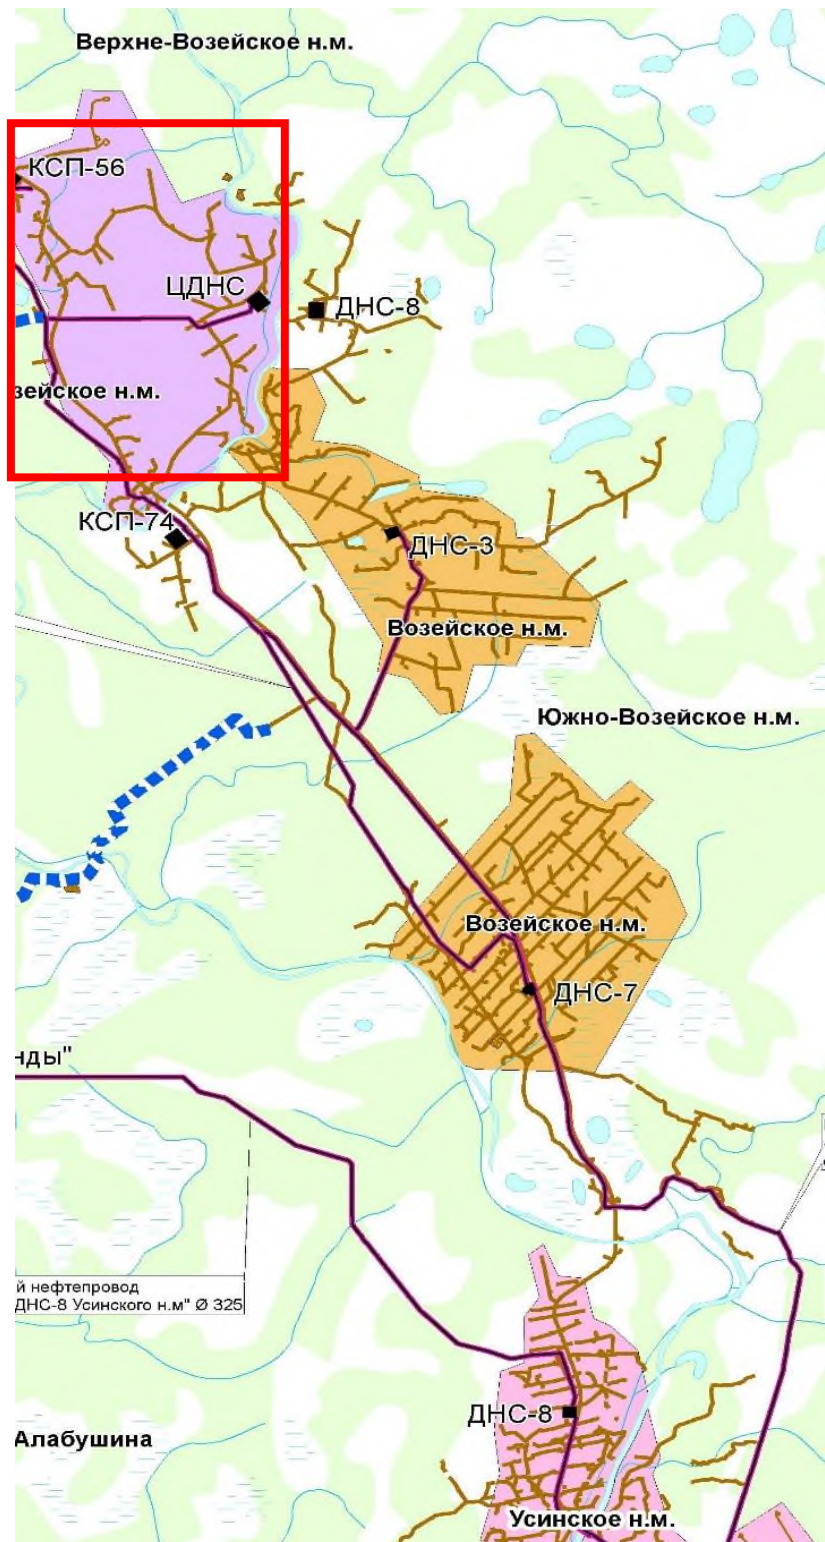 Верхне-Возейское н.м.
КСП-56
ЦДНС
ДНС-8
зейское н.м.
КСП-74
ДНС-3
Возейское н.м.
Южно-Возейское н.м.
Возейское н.м.
ДНС-7
нды"
й нефтепровод
ДНС-8 Усинского н.м" Ø 325
ДНС-8
Алабушина
Усинское н.м.